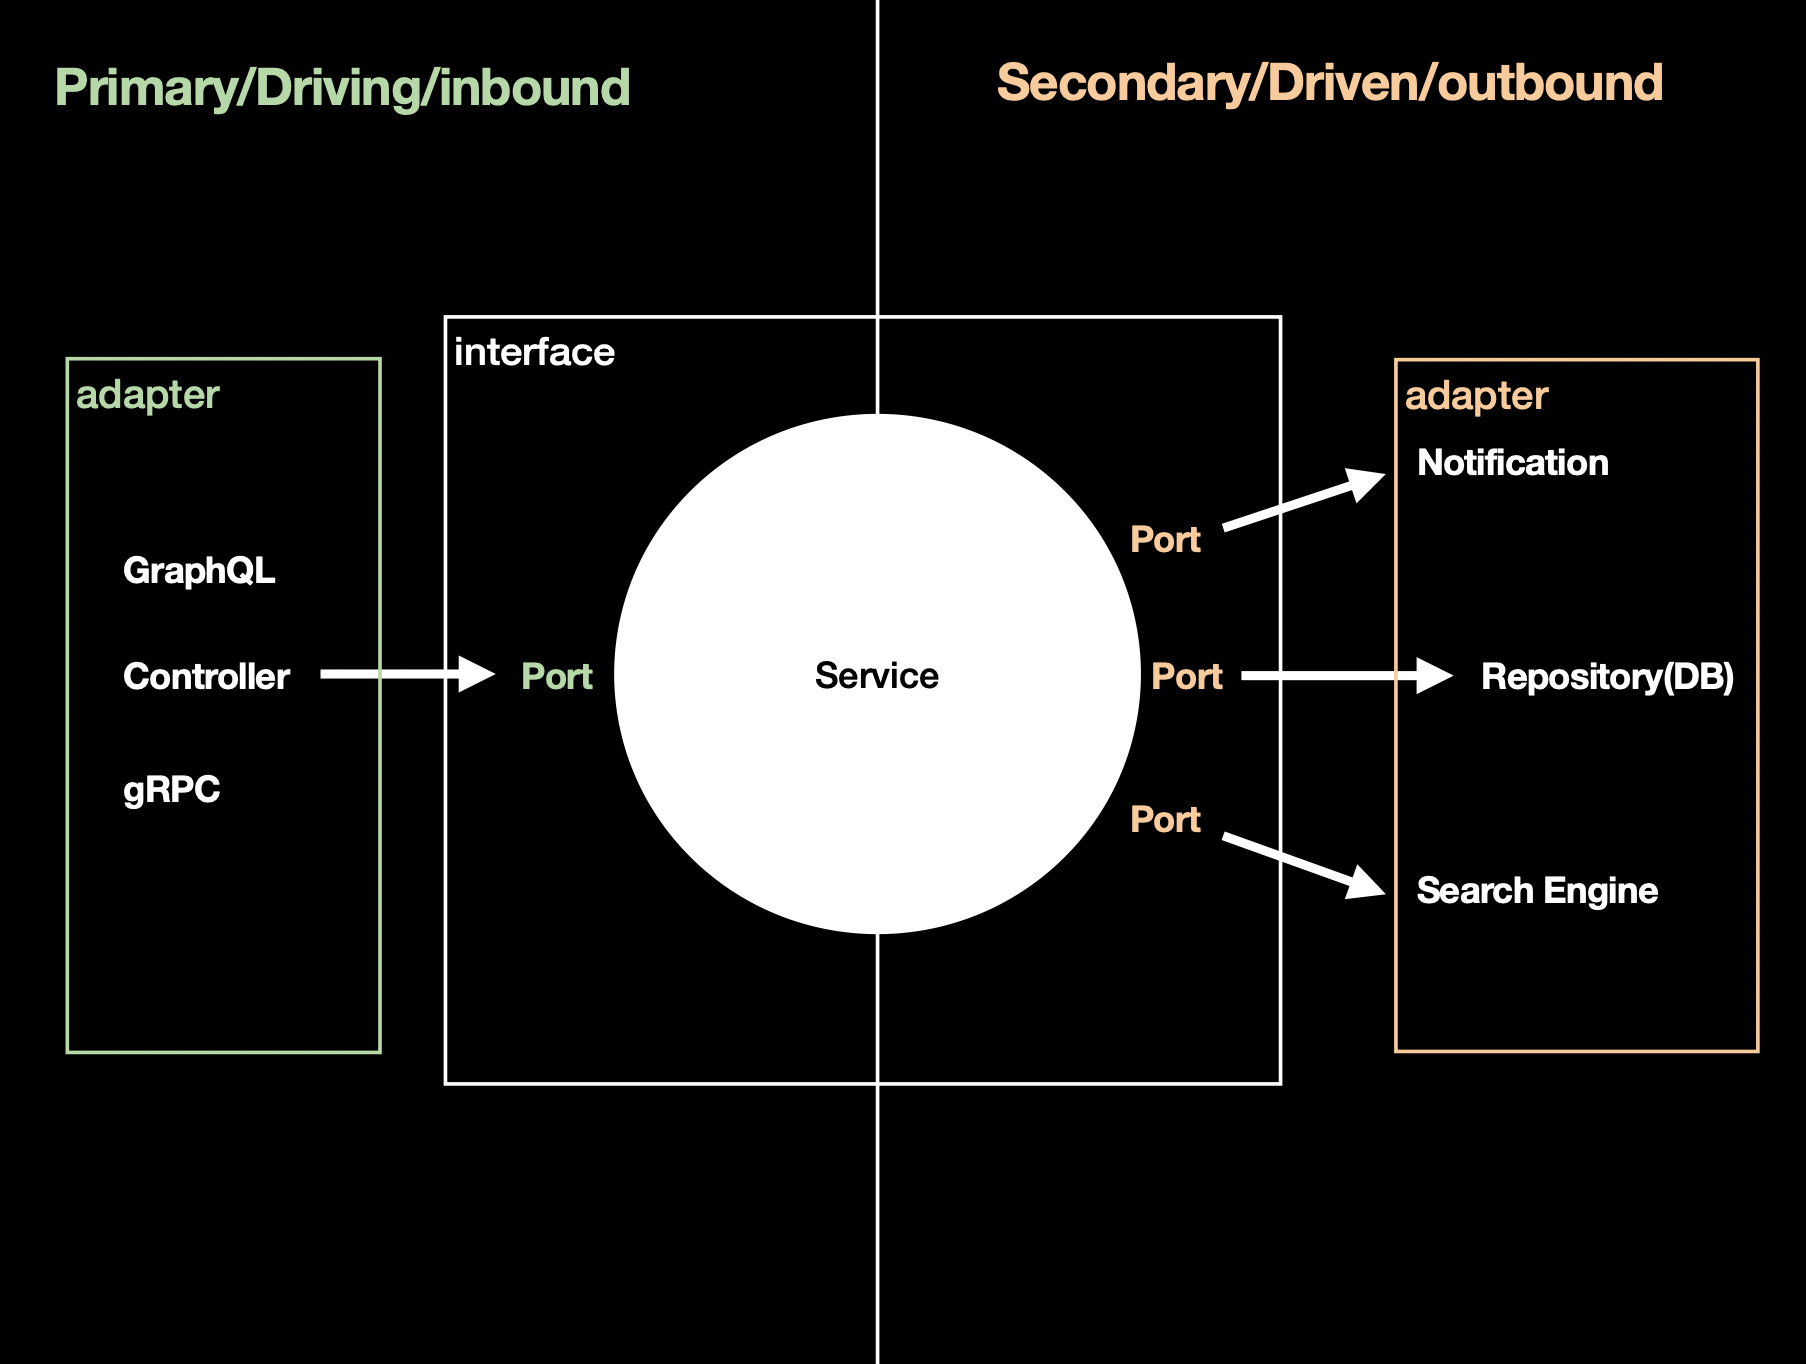 Primary/Driving/inbound
Secondary/Driven/outbound
adapter
GraphQL
Controller
gRPC
interface
Port
Service
Port
Port
Port
adapter
Notification
Repository(DB)
Search Engine